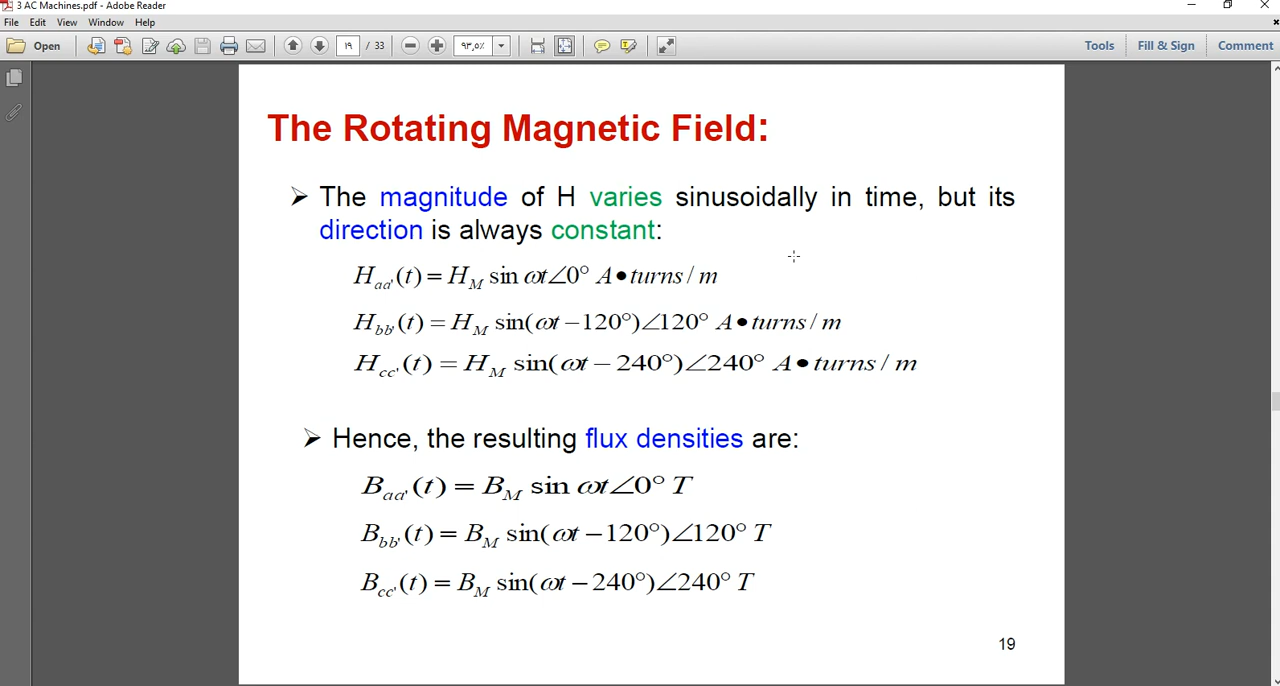 3 AC Machines.pdf - Adobe Reader
File Edit View Window Help
Open ١٩ / 33 ٩٣,٥٪ Tools Fill & Sign Comment
The Rotating Magnetic Field:
➢ The magnitude of H varies sinusoidally in time, but its
direction is always constant:
H_aa'(t) = H_M sin ωt∠0° A•turns/m
H_bb'(t) = H_M sin(ωt−120°)∠120° A•turns/m
H_cc'(t) = H_M sin(ωt−240°)∠240° A•turns/m
➢ Hence, the resulting flux densities are:
B_aa'(t) = B_M sin ωt∠0° T
B_bb'(t) = B_M sin(ωt−120°)∠120° T
B_cc'(t) = B_M sin(ωt−240°)∠240° T
19